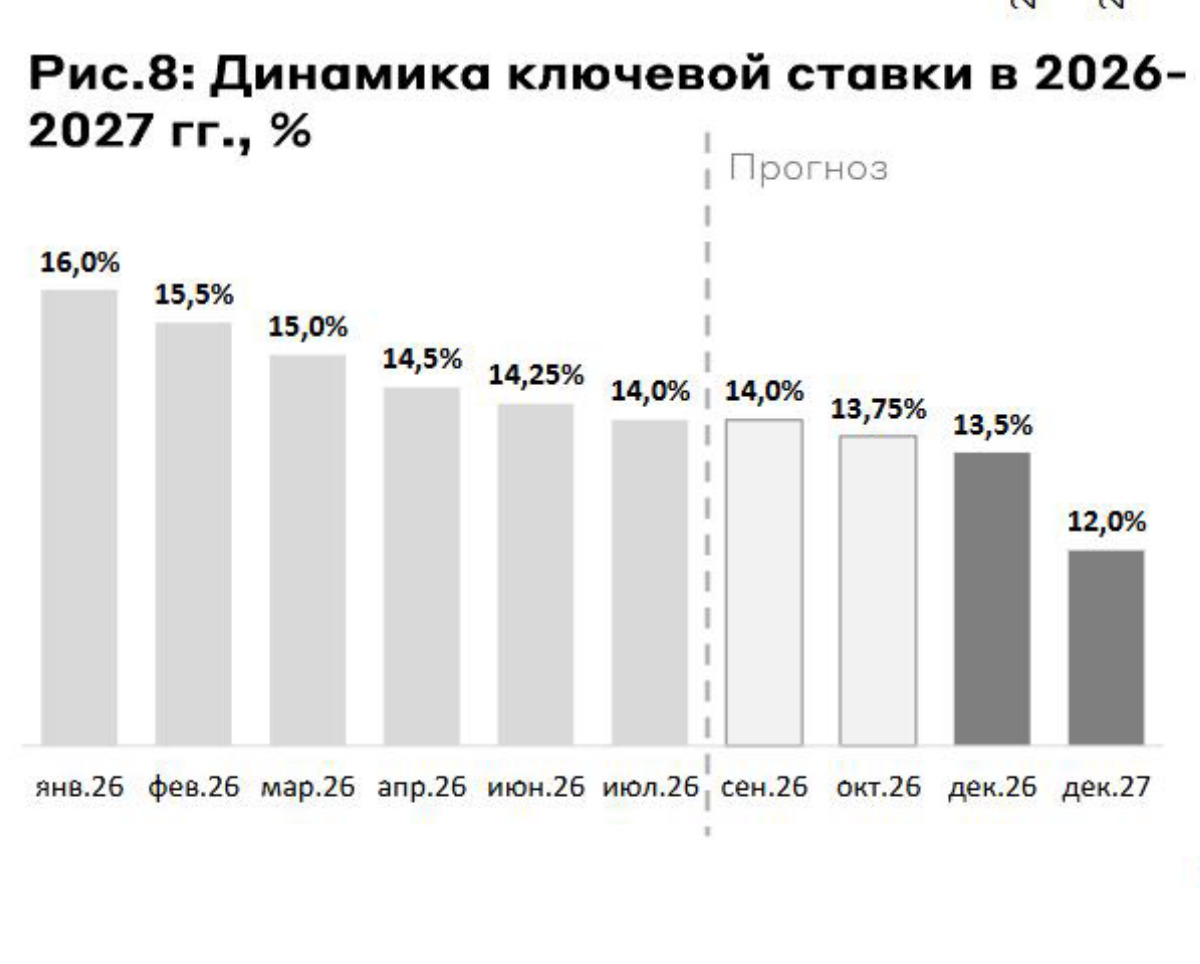 Рис.8: Динамика ключевой ставки в 2026-
2027 гг., %
Прогноз
16,0%
15,5%
15,0%
14,5%
14,25%
14,0%
14,0%
13,75%
13,5%
12,0%
янв.26 фев.26 мар.26 апр.26 июн.26 июл.26 сен.26 окт.26 дек.26 дек.27